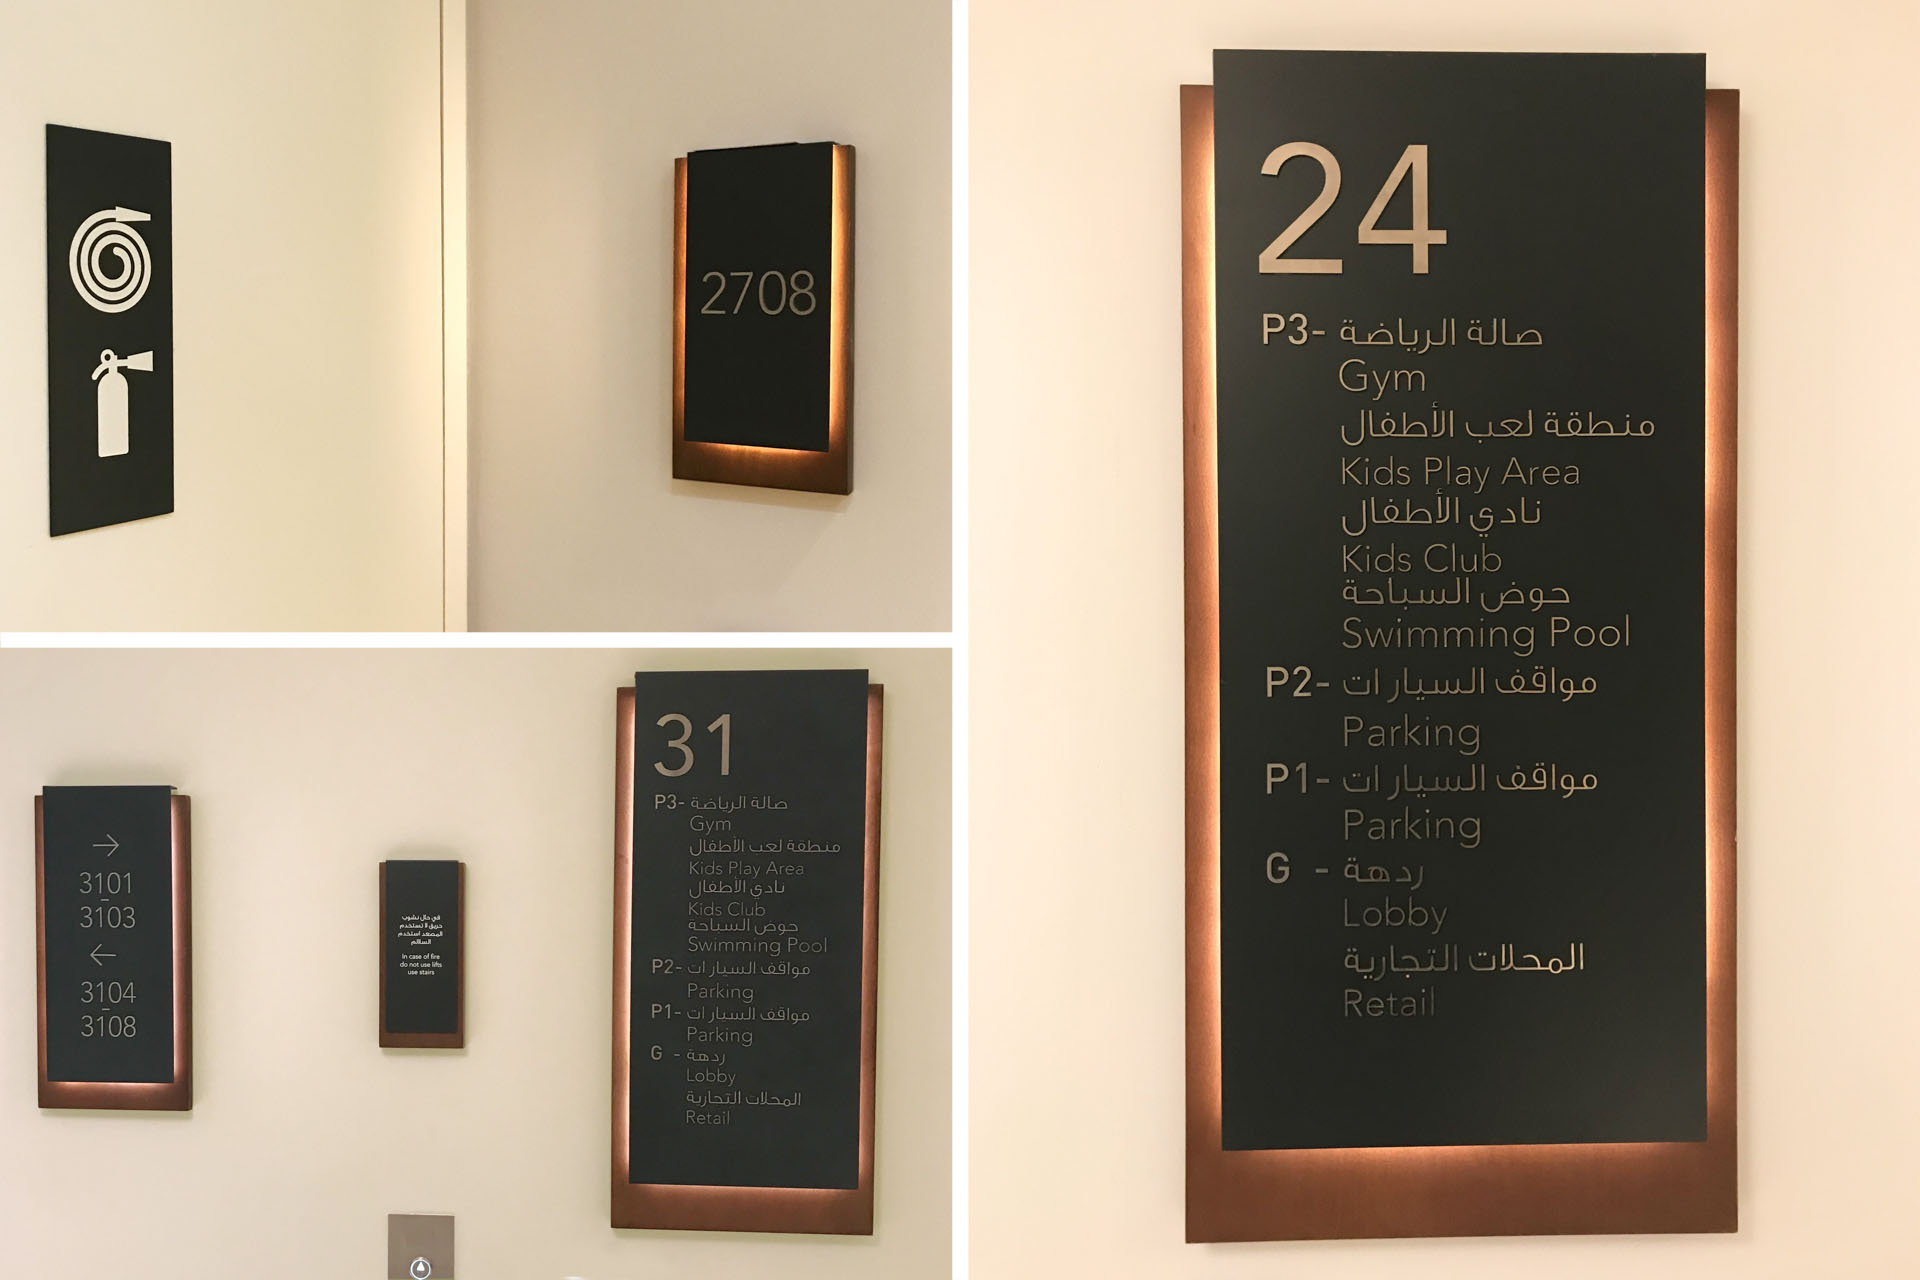 2708
→
3101
-
3103
←
3104
-
3108
في حال نشوب
حريق لا تستخدم
المصعد استخدم
السلالم
In case of fire
do not use lifts
use stairs
31
P3- صالة الرياضة
Gym
منطقة لعب الأطفال
Kids Play Area
نادي الأطفال
Kids Club
حوض السباحة
Swimming Pool
P2- مواقف السيارات
Parking
P1- مواقف السيارات
Parking
G - ردهة
Lobby
المحلات التجارية
Retail
24
P3- صالة الرياضة
Gym
منطقة لعب الأطفال
Kids Play Area
نادي الأطفال
Kids Club
حوض السباحة
Swimming Pool
P2- مواقف السيارات
Parking
P1- مواقف السيارات
Parking
G - ردهة
Lobby
المحلات التجارية
Retail